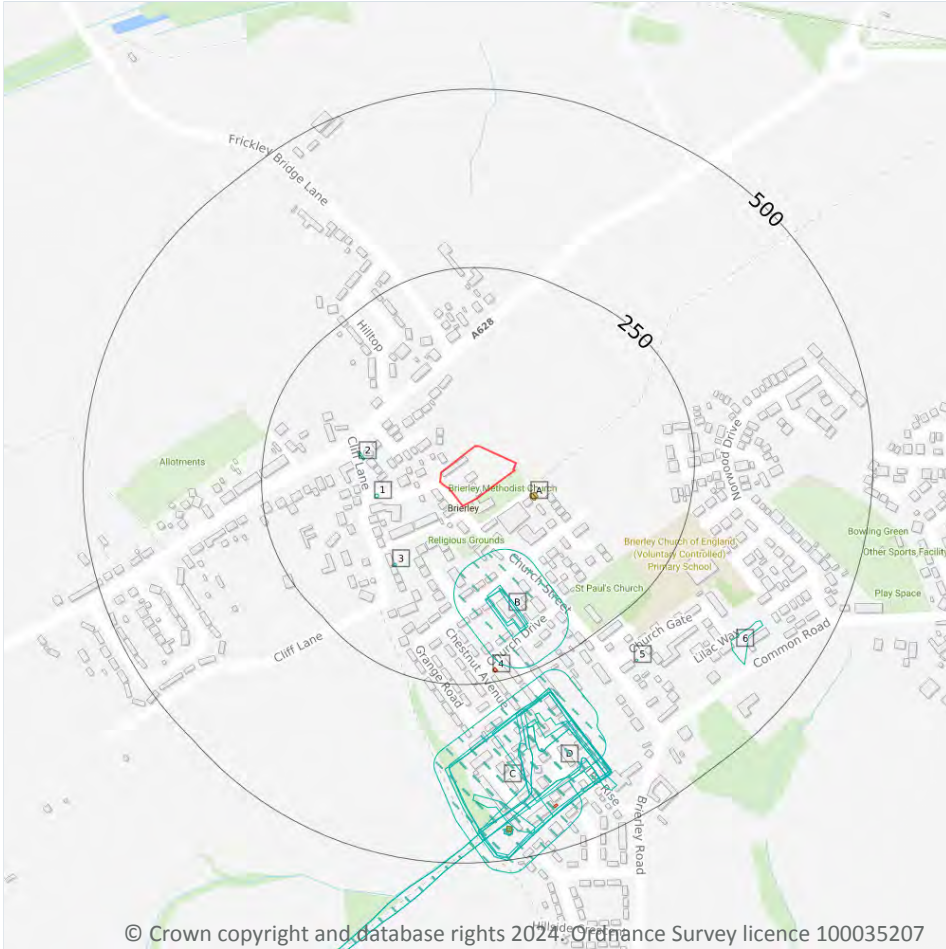 Frickley Bridge Lane
500
250
A628
Hilltop
Allotments
Cliff Lane
2
1
Norwood Drive
Brierley Methodist Church
A
Brierley
Bowling Green
Other Sports Facility
Religious Grounds
Brierley Church of England
(Voluntary Controlled)
Primary School
3
Church Street
St Paul's Church
Play Space
B
Church Drive
Church Gate
Lilac Way
6
Common Road
Cliff Lane
Chestnut Avenue
5
4
Grange Road
D
C
Rise
Brierley Road
© Crown copyright and database rights 2024. Ordnance Survey licence 100035207